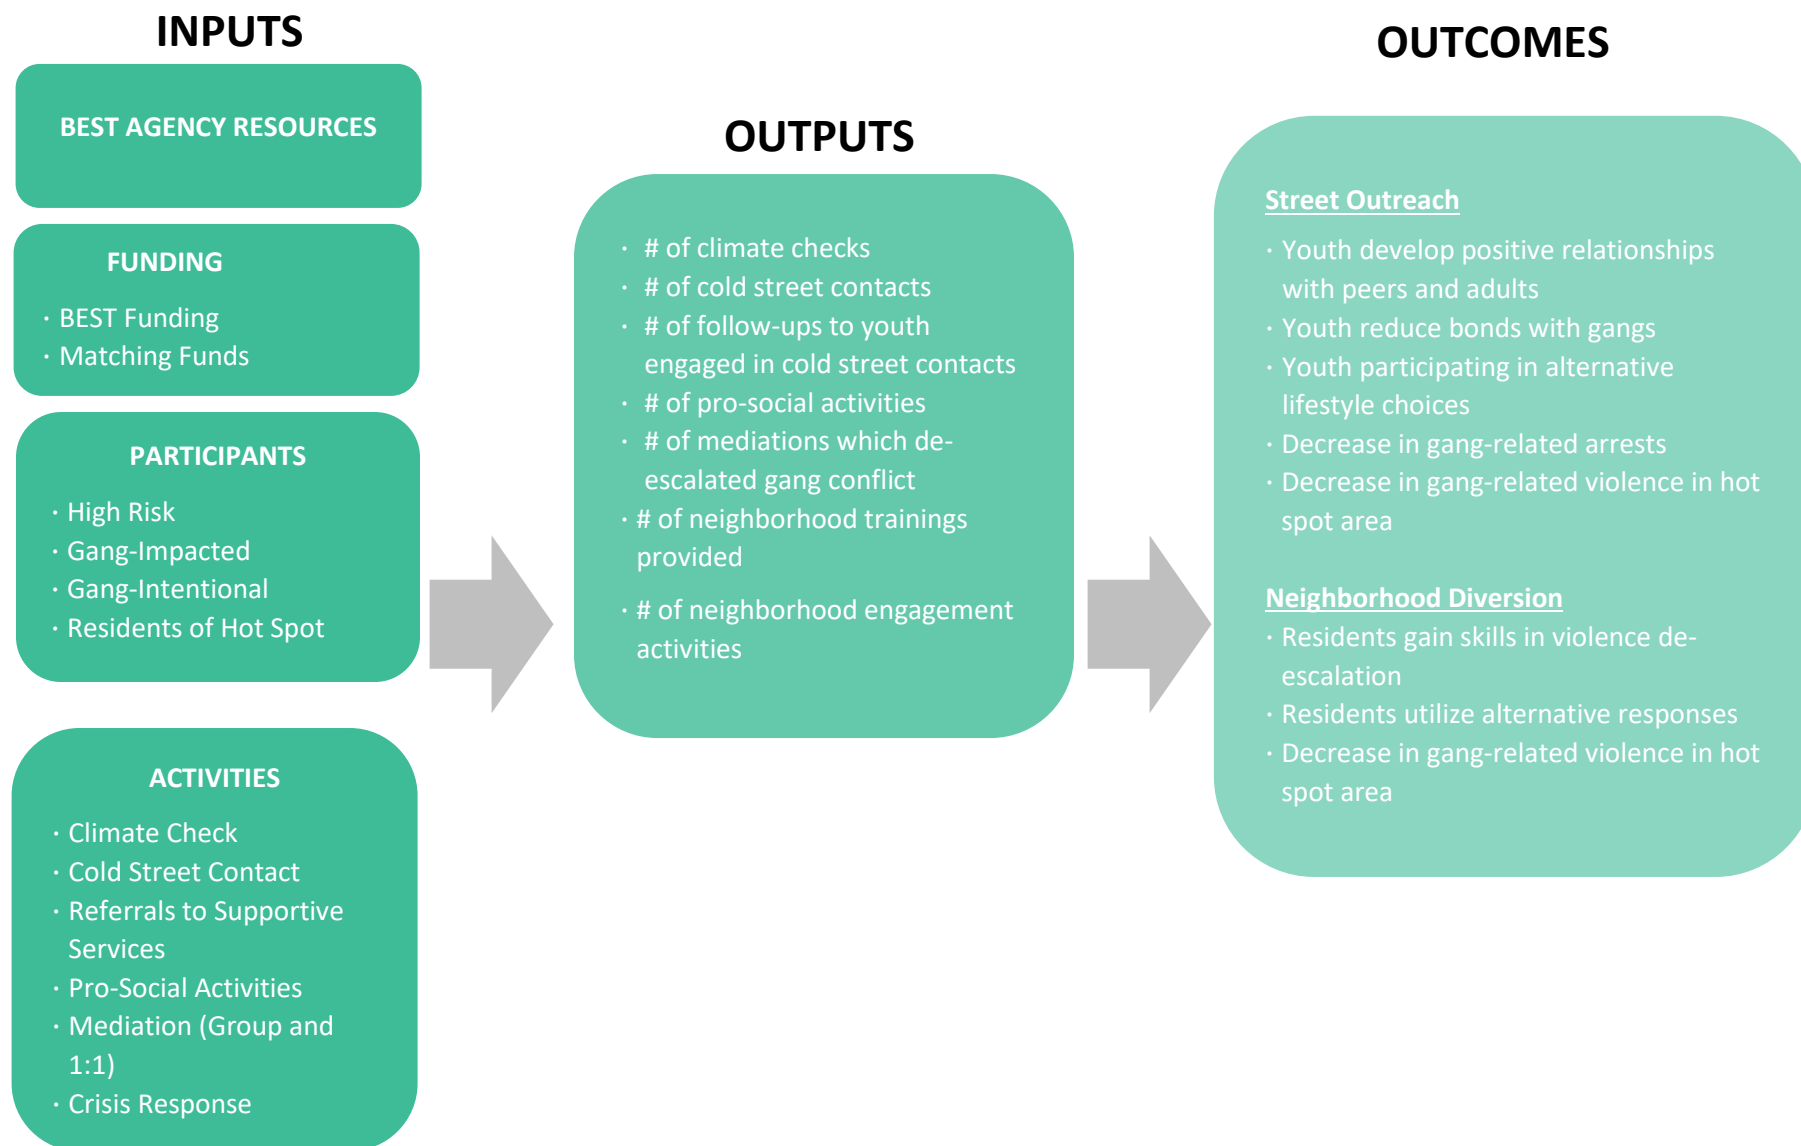 INPUTS
BEST AGENCY RESOURCES
FUNDING
· BEST Funding
· Matching Funds
PARTICIPANTS
· High Risk
· Gang-Impacted
· Gang-Intentional
· Residents of Hot Spot
ACTIVITIES
· Climate Check
· Cold Street Contact
· Referrals to Supportive
Services
· Pro-Social Activities
· Mediation (Group and
1:1)
· Crisis Response
OUTPUTS
· # of climate checks
· # of cold street contacts
· # of follow-ups to youth
engaged in cold street contacts
· # of pro-social activities
· # of mediations which de-
escalated gang conflict
· # of neighborhood trainings
provided
· # of neighborhood engagement
activities
OUTCOMES
Street Outreach
· Youth develop positive relationships
with peers and adults
· Youth reduce bonds with gangs
· Youth participating in alternative
lifestyle choices
· Decrease in gang-related arrests
· Decrease in gang-related violence in hot
spot area
Neighborhood Diversion
· Residents gain skills in violence de-
escalation
· Residents utilize alternative responses
· Decrease in gang-related violence in hot
spot area